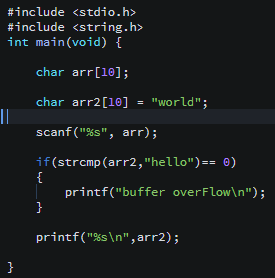 #include <stdio.h>
#include <string.h>
int main(void) {
char arr[10];
char arr2[10] = "world";
scanf("%s", arr);
if(strcmp(arr2,"hello")== 0)
{
printf("buffer overFlow\n");
}
printf("%s\n",arr2);
}